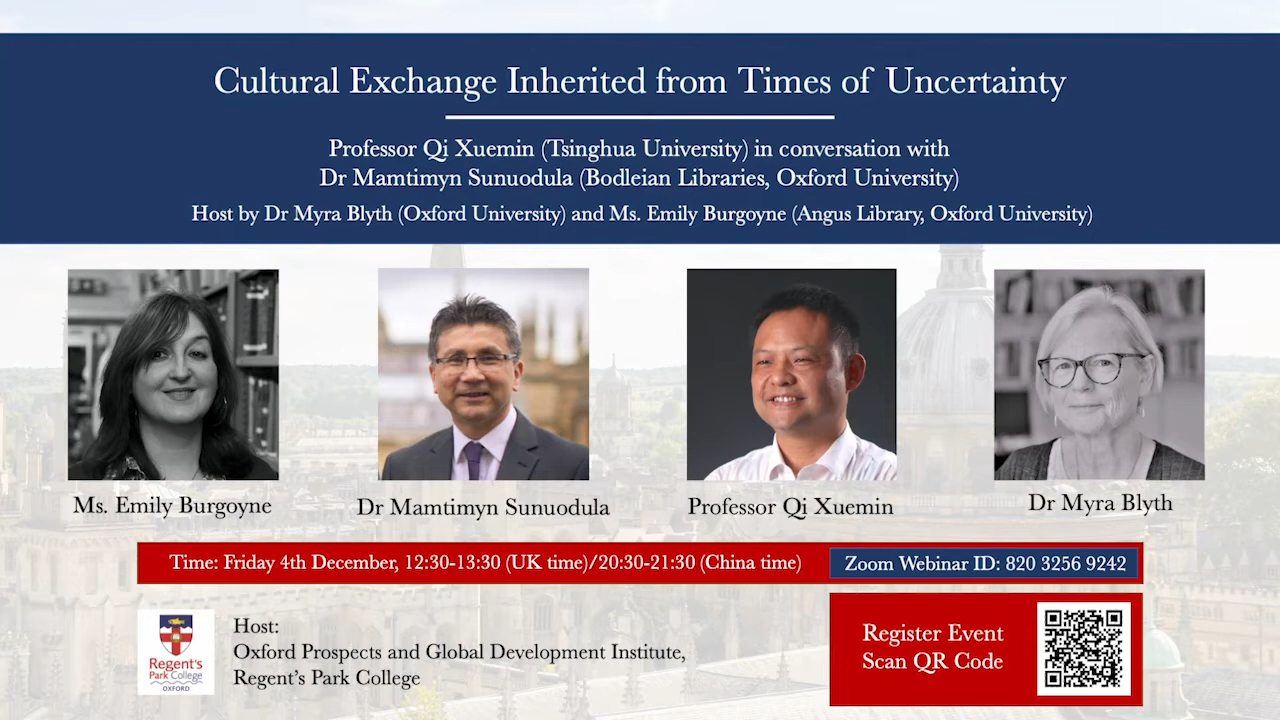 Cultural Exchange Inherited from Times of Uncertainty
Professor Qi Xuemin (Tsinghua University) in conversation with
Dr Mamtimyn Sunuodula (Bodleian Libraries, Oxford University)
Host by Dr Myra Blyth (Oxford University) and Ms. Emily Burgoyne (Angus Library, Oxford University)
Ms. Emily Burgoyne
Dr Mamtimyn Sunuodula
Professor Qi Xuemin
Dr Myra Blyth
Time: Friday 4th December, 12:30-13:30 (UK time)/20:30-21:30 (China time)
Zoom Webinar ID: 820 3256 9242
Regent's
Park College
OXFORD
Host:
Oxford Prospects and Global Development Institute,
Regent's Park College
Register Event
Scan QR Code